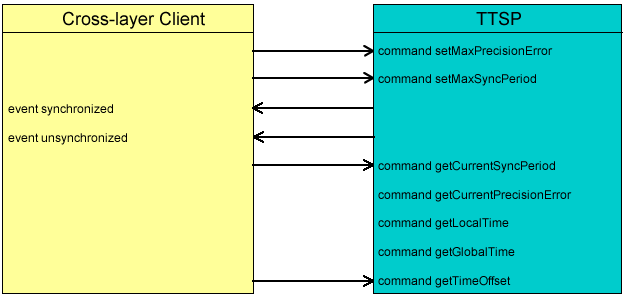 Cross-layer Client
TTSP
command setMaxPrecisionError
command setMaxSyncPeriod
event synchronized
event unsynchronized
command getCurrentSyncPeriod
command getCurrentPrecisionError
command getLocalTime
command getGlobalTime
command getTimeOffset